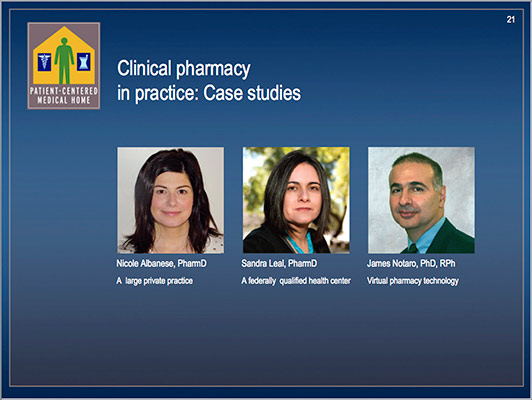 21
PATIENT-CENTERED
MEDICAL HOME
Clinical pharmacy
in practice: Case studies
Nicole Albanese, PharmD
A large private practice
Sandra Leal, PharmD
A federally qualified health center
James Notaro, PhD, RPh
Virtual pharmacy technology